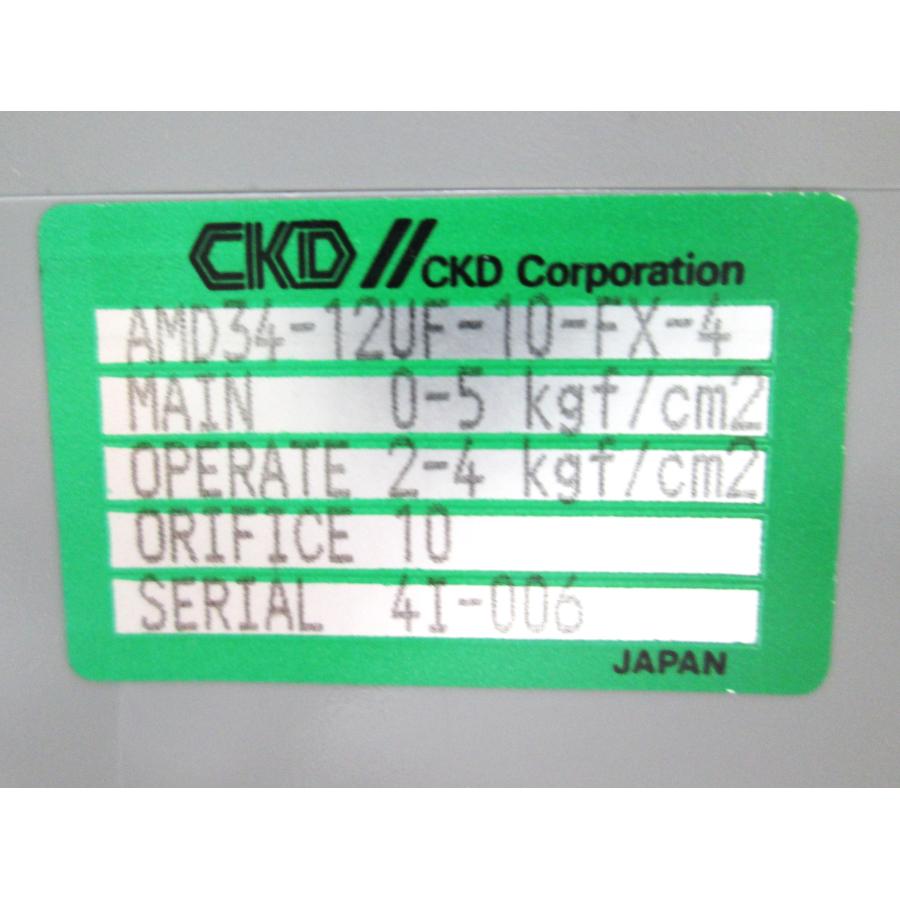 CKD // CKD Corporation
AMD34-12UF-10-FX-4
MAIN 0-5 kgf/cm2
OPERATE 2-4 kgf/cm2
ORIFICE 10
SERIAL 4I-006
JAPAN